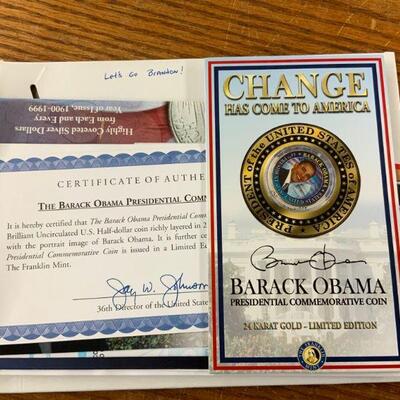 Let's Go Brandon!
Highly Coveted Silver Dollars
from Each and Every
Year of Issue, 1900-1999
CERTIFICATE OF AUTHE
THE BARACK OBAMA PRESIDENTIAL COMM
It is hereby certified that The Barack Obama Presidential Com
Brilliant Uncirculated U.S. Half-dollar richly layered in 2
with the portrait image of Barack Obama. It is further ce
Presidential Commemorative Coin is issued in a Limited E
The Franklin Mint.
Jay W. Johnson
36th Director of the United States
CHANGE
HAS COME TO AMERICA
PRESIDENT of the UNITED STATES of AMERICA
BARACK OBAMA
PRESIDENTIAL COMMEMORATIVE COIN
24 KARAT GOLD – LIMITED EDITION